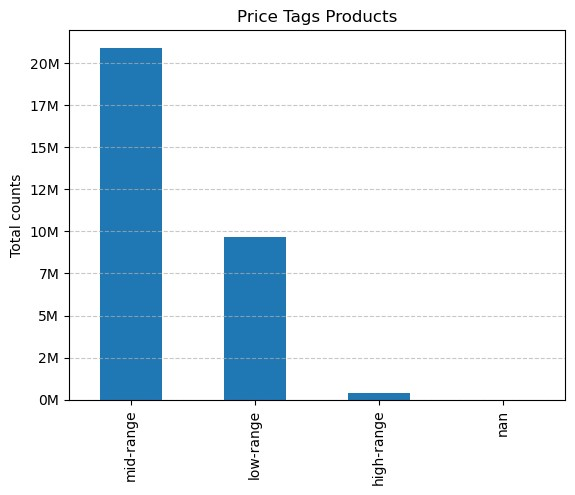 Price Tags Products
Total counts
20M
17M
15M
12M
10M
7M
5M
2M
0M
mid-range
low-range
high-range
nan